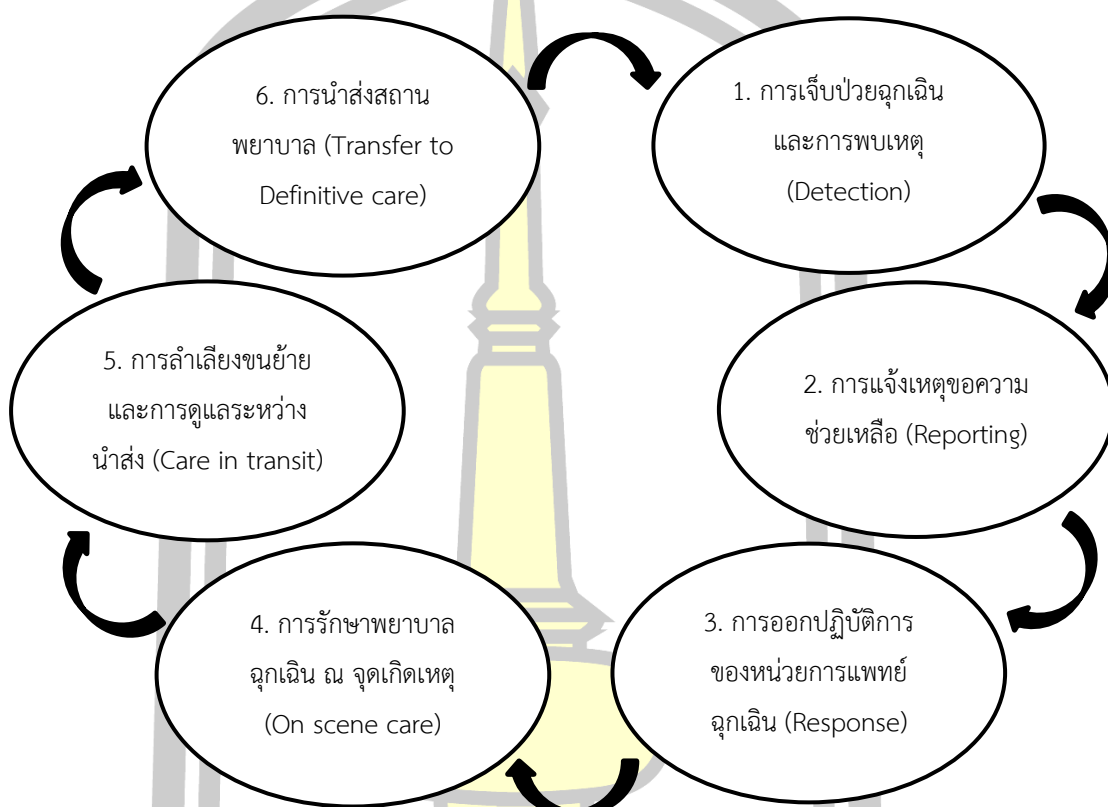 1. การเจ็บป่วยฉุกเฉิน
และการพบเหตุ
(Detection)
2. การแจ้งเหตุขอความ
ช่วยเหลือ (Reporting)
3. การออกปฏิบัติการ
ของหน่วยการแพทย์
ฉุกเฉิน (Response)
4. การรักษาพยาบาล
ฉุกเฉิน ณ จุดเกิดเหตุ
(On scene care)
5. การลำเลียงขนย้าย
และการดูแลระหว่าง
นำส่ง (Care in transit)
6. การนำส่งสถาน
พยาบาล (Transfer to
Definitive care)